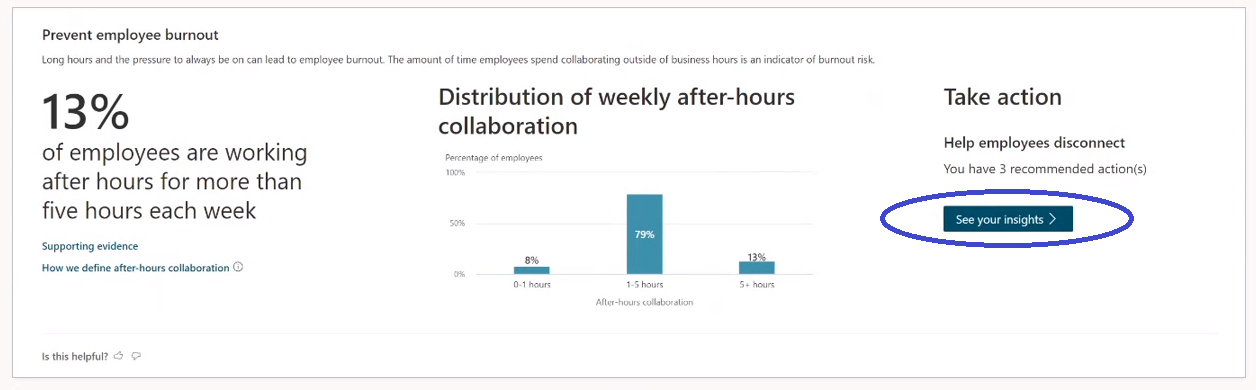 Prevent employee burnout
Long hours and the pressure to always be on can lead to employee burnout. The amount of time employees spend collaborating outside of business hours is an indicator of burnout risk.
13%
of employees are working
after hours for more than
five hours each week
Supporting evidence
How we define after-hours collaboration
Distribution of weekly after-hours
collaboration
Percentage of employees
100%
50%
0%
8%
79%
13%
0-1 hours
1-5 hours
5+ hours
After-hours collaboration
Take action
Help employees disconnect
You have 3 recommended action(s)
See your insights
Is this helpful?